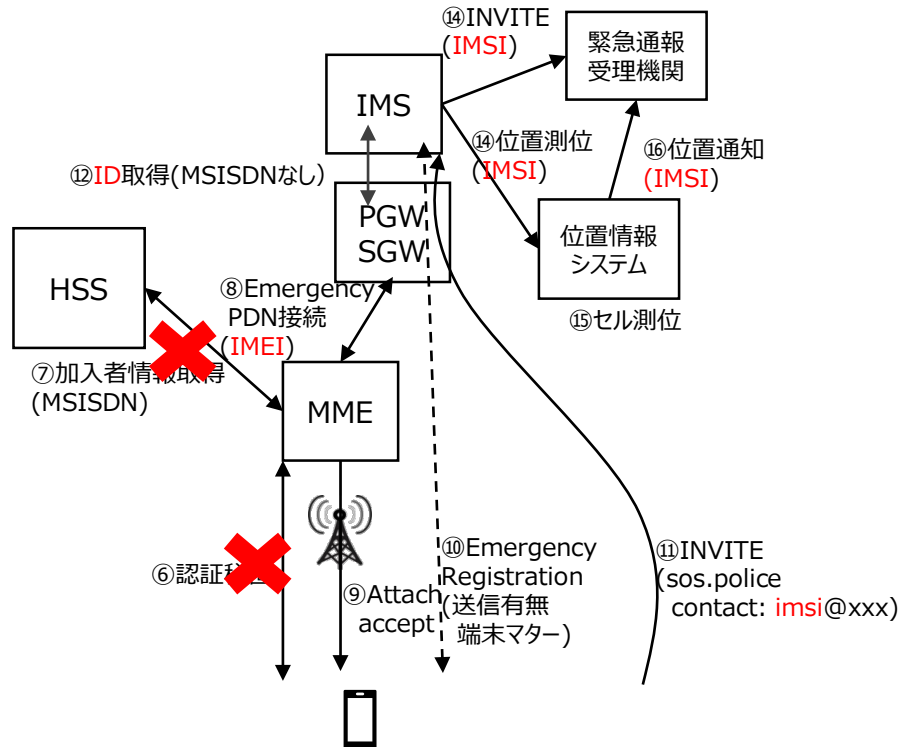 ⑭INVITE
(IMSI)
緊急通報
受理機関
IMS
⑭位置測位
(IMSI)
⑯位置通知
(IMSI)
⑫ID取得(MSISDNなし)
PGW
SGW
位置情報
システム
HSS
⑧Emergency
PDN接続
(IMEI)
⑮セル測位
⑦加入者情報取得
(MSISDN)
MME
⑥認証
⑨Attach
accept
⑩Emergency
Registration
(送信有無
端末マター)
⑪INVITE
(sos.police
contact: imsi@xxx)